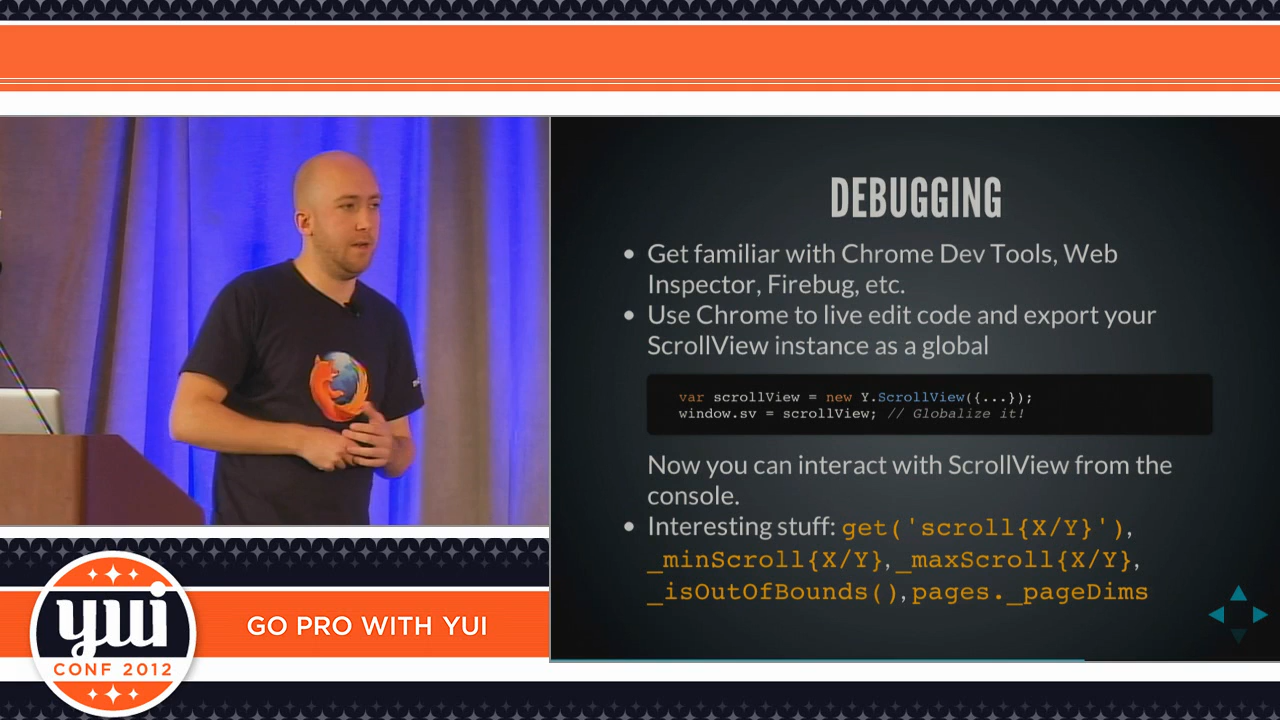 DEBUGGING
• Get familiar with Chrome Dev Tools, Web
Inspector, Firebug, etc.
• Use Chrome to live edit code and export your
ScrollView instance as a global
var scrollView = new Y.ScrollView({...});
window.sv = scrollView; // Globalize it!
Now you can interact with ScrollView from the
console.
• Interesting stuff: get('scroll{X/Y}'),
_minScroll{X/Y}, _maxScroll{X/Y},
_isOutOfBounds(), pages._pageDims
yui
CONF 2012
GO PRO WITH YUI